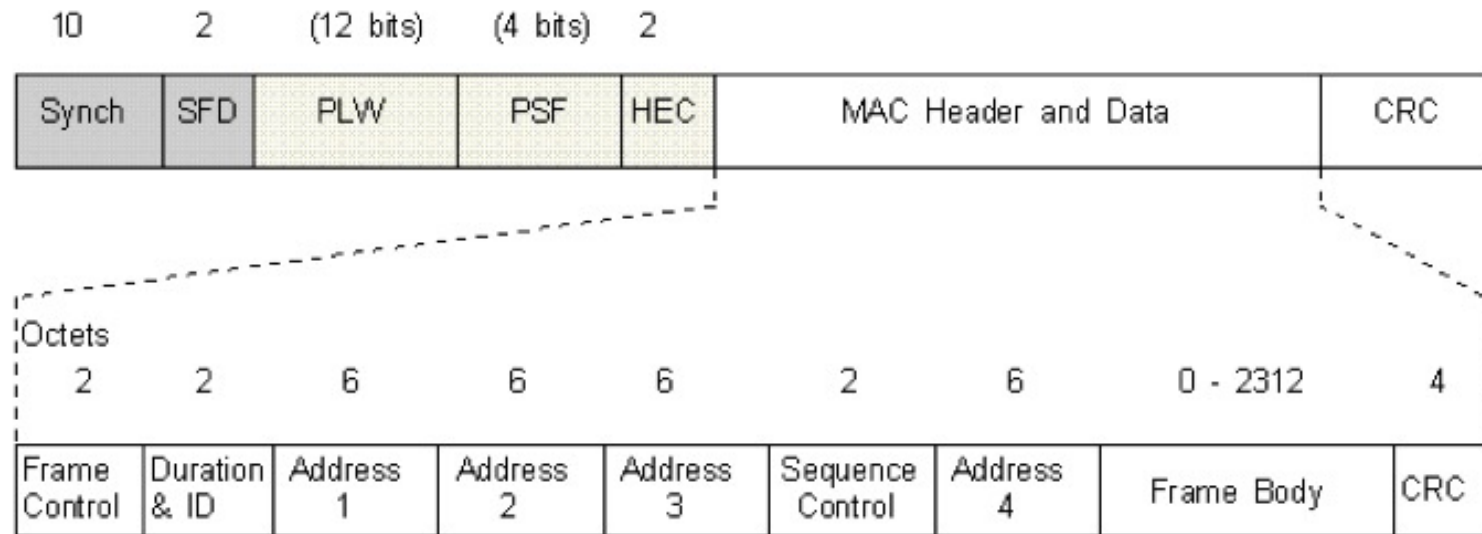 10 2 (12 bits) (4 bits) 2
Synch SFD PLW PSF HEC MAC Header and Data CRC
Octets
2 2 6 6 6 2 6 0 - 2312 4
Frame Control Duration & ID Address 1 Address 2 Address 3 Sequence Control Address 4 Frame Body CRC